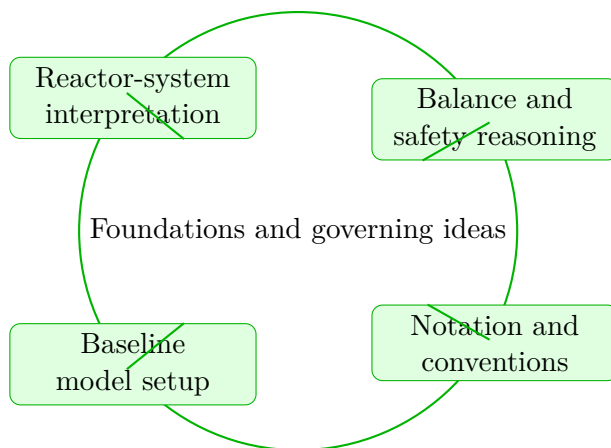 Reactor-system
interpretation
Balance and
safety reasoning
Foundations and governing ideas
Baseline
model setup
Notation and
conventions